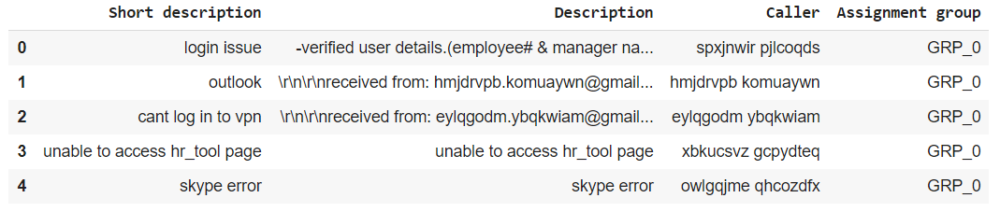 Short description Description Caller Assignment group
0 login issue -verified user details.(employee# & manager na... spxjnwir pjlcoqds GRP_0
1 outlook \r\n\r\nreceived from: hmjdrvpb.komuaywn@gmail... hmjdrvpb komuaywn GRP_0
2 cant log in to vpn \r\n\r\nreceived from: eylqgodm.ybqkwiam@gmail... eylqgodm ybqkwiam GRP_0
3 unable to access hr_tool page unable to access hr_tool page xbkucsvz gcpydteq GRP_0
4 skype error skype error owlgqjme qhcozdfx GRP_0